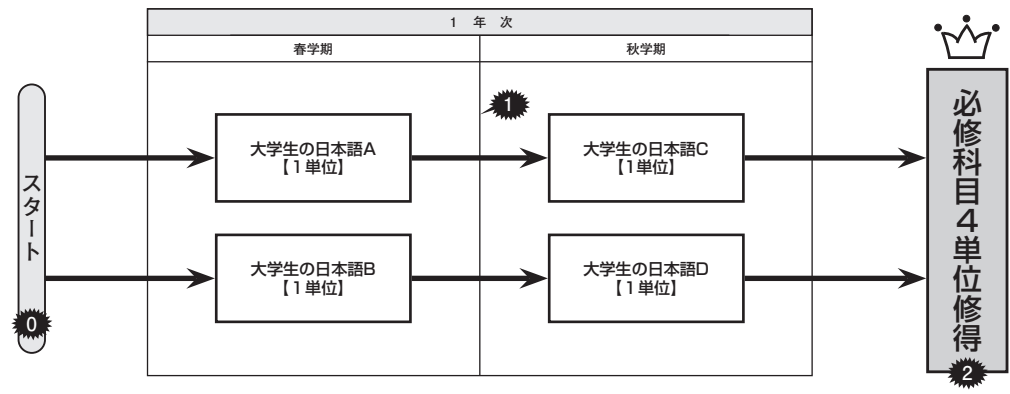 1 年 次
春学期
秋学期
スタート
0
大学生の日本語A
【1単位】
1
大学生の日本語C
【1単位】
大学生の日本語B
【1単位】
大学生の日本語D
【1単位】
必修科目4単位修得
2